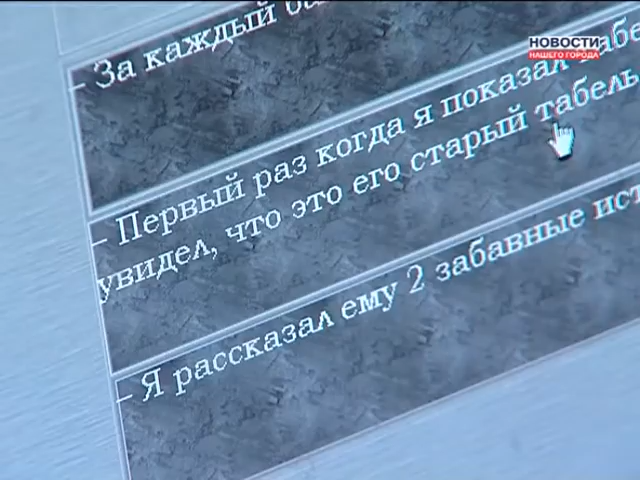 НОВОСТИ
НАШЕГО ГОРОДА
- За каждый
- Первый раз когда я показал
увидел, что это его старый табель
- Я рассказал ему 2 забавные